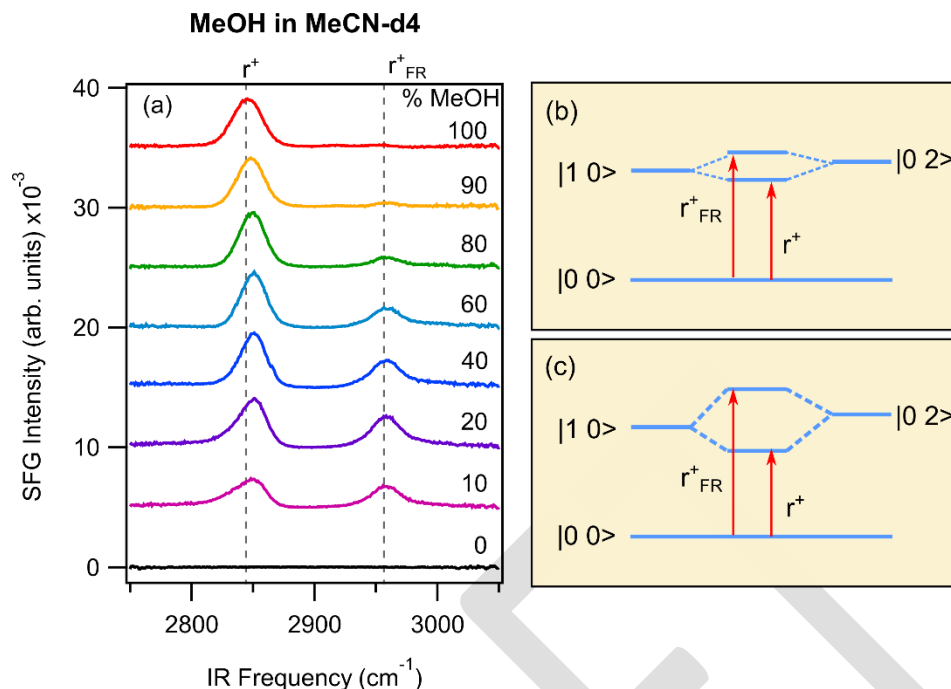 MeOH in MeCN-d4
r⁺ r⁺FR
(a) % MeOH
100
90
80
60
40
20
10
0
40
30
20
10
0
SFG Intensity (arb. units) x10⁻³
2800 2900 3000
IR Frequency (cm⁻¹)
(b)
|1 0> |0 2>
r⁺FR r⁺
|0 0>
(c)
|1 0> |0 2>
r⁺FR r⁺
|0 0>